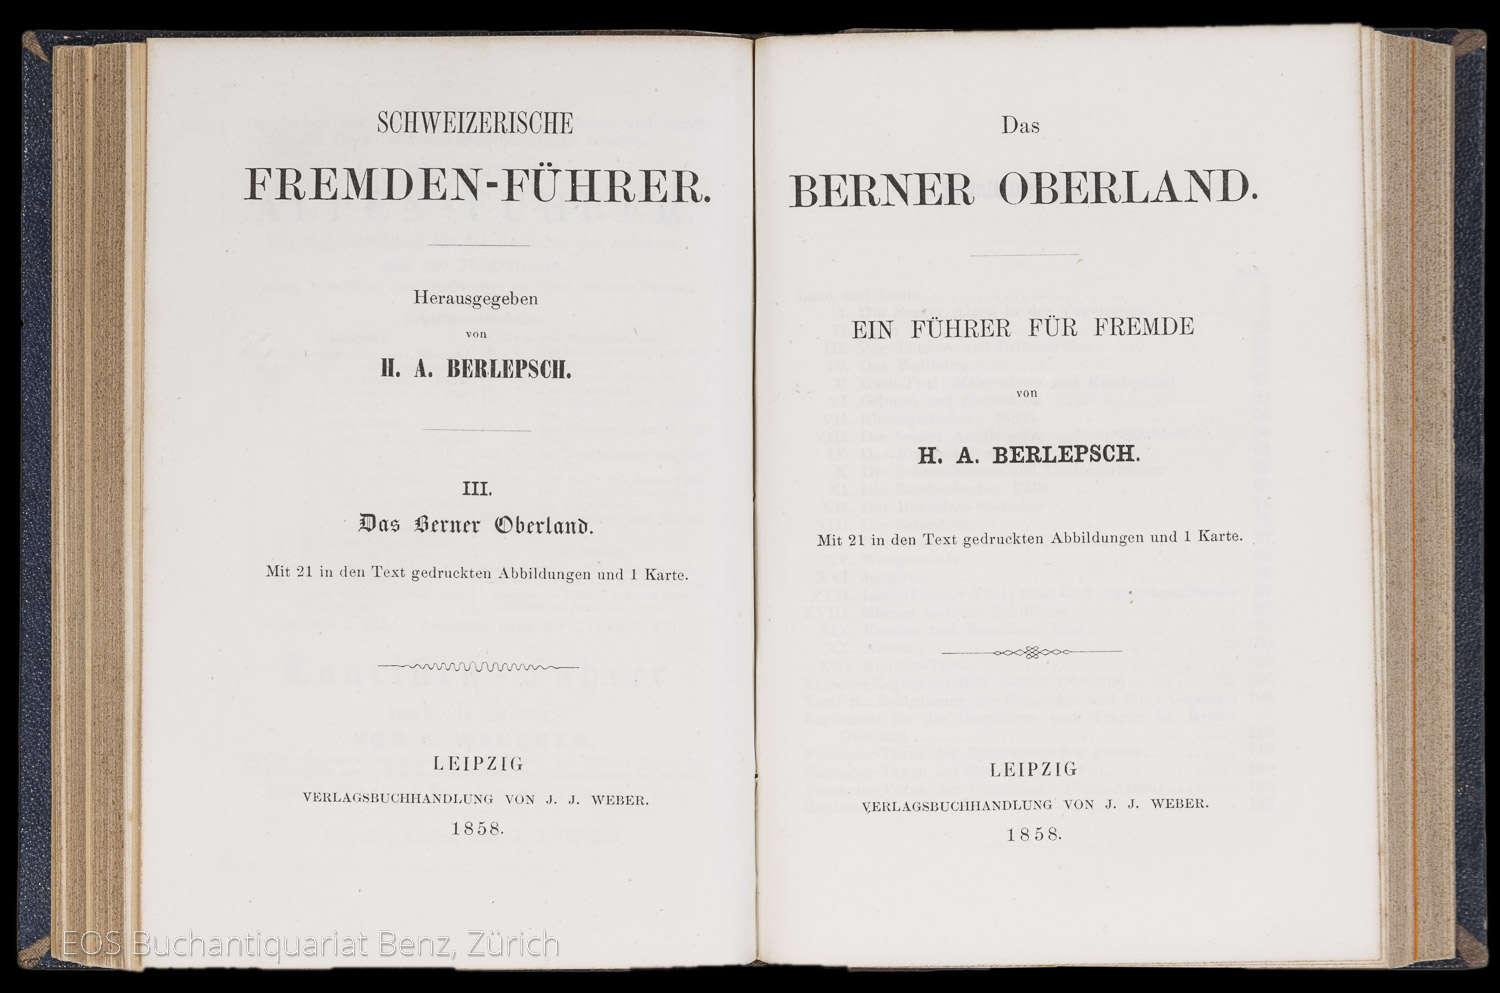 SCHWEIZERISCHE
FREMDEN-FÜHRER.
Herausgegeben
von
H. A. BERLEPSCH.
III.
Das Berner Oberland.
Mit 21 in den Text gedruckten Abbildungen und 1 Karte.
LEIPZIG
VERLAGSBUCHHANDLUNG VON J. J. WEBER.
1858.
Das
BERNER OBERLAND.
EIN FÜHRER FÜR FREMDE
von
H. A. BERLEPSCH.
Mit 21 in den Text gedruckten Abbildungen und 1 Karte.
LEIPZIG
VERLAGSBUCHHANDLUNG VON J. J. WEBER.
1858.
EOS Buchantiquariat Benz, Zürich